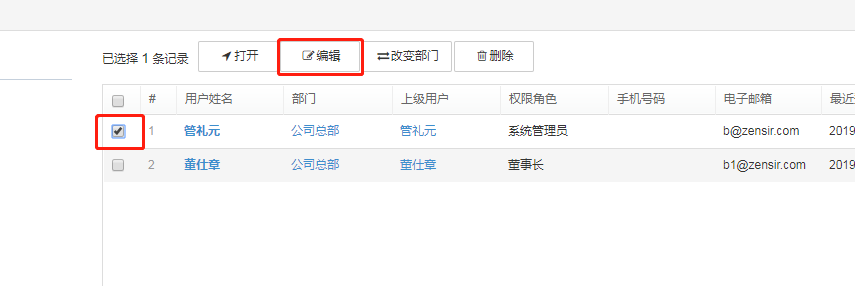 已选择 1 条记录 打开 编辑 改变部门 删除
# 用户姓名 部门 上级用户 权限角色 手机号码 电子邮箱 最近
1 管礼元 公司总部 管礼元 系统管理员 b@zensir.com 2019
2 董仕章 公司总部 董仕章 董事长 b1@zensir.com 2019